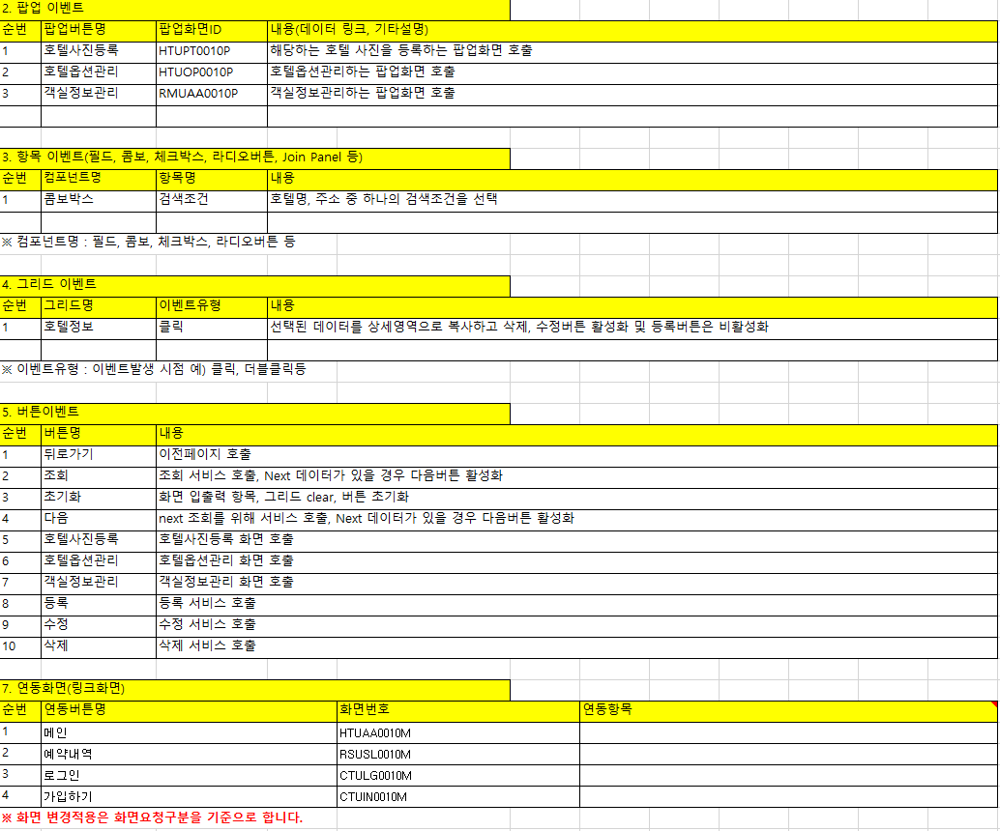 2. 팝업 이벤트
순번 팝업버튼명 팝업화면ID 내용(데이터 링크, 기타설명)
1 호텔사진등록 HTUPT0010P 해당하는 호텔 사진을 등록하는 팝업화면 호출
2 호텔옵션관리 HTUOP0010P 호텔옵션관리하는 팝업화면 호출
3 객실정보관리 RMUAA0010P 객실정보관리하는 팝업화면 호출
3. 항목 이벤트(필드, 콤보, 체크박스, 라디오버튼, Join Panel 등)
순번 컴포넌트명 항목명 내용
1 콤보박스 검색조건 호텔명, 주소 중 하나의 검색조건을 선택
※ 컴포넌트명 : 필드, 콤보, 체크박스, 라디오버튼 등
4. 그리드 이벤트
순번 그리드명 이벤트유형 내용
1 호텔정보 클릭 선택된 데이터를 상세영역으로 복사하고 삭제, 수정버튼 활성화 및 등록버튼은 비활성화
※ 이벤트유형 : 이벤트발생 시점 예) 클릭, 더블클릭등
5. 버튼이벤트
순번 버튼명 내용
1 뒤로가기 이전페이지 호출
2 조회 조회 서비스 호출, Next 데이터가 있을 경우 다음버튼 활성화
3 초기화 화면 입출력 항목, 그리드 clear, 버튼 초기화
4 다음 next 조회를 위해 서비스 호출, Next 데이터가 있을 경우 다음버튼 활성화
5 호텔사진등록 호텔사진등록 화면 호출
6 호텔옵션관리 호텔옵션관리 화면 호출
7 객실정보관리 객실정보관리 화면 호출
8 등록 등록 서비스 호출
9 수정 수정 서비스 호출
10 삭제 삭제 서비스 호출
7. 연동화면(링크화면)
순번 연동버튼명 화면번호 연동항목
1 메인 HTUAA0010M
2 예약내역 RSUSL0010M
3 로그인 CTULG0010M
4 가입하기 CTUIN0010M
※ 화면 변경적용은 화면요청구분을 기준으로 합니다.